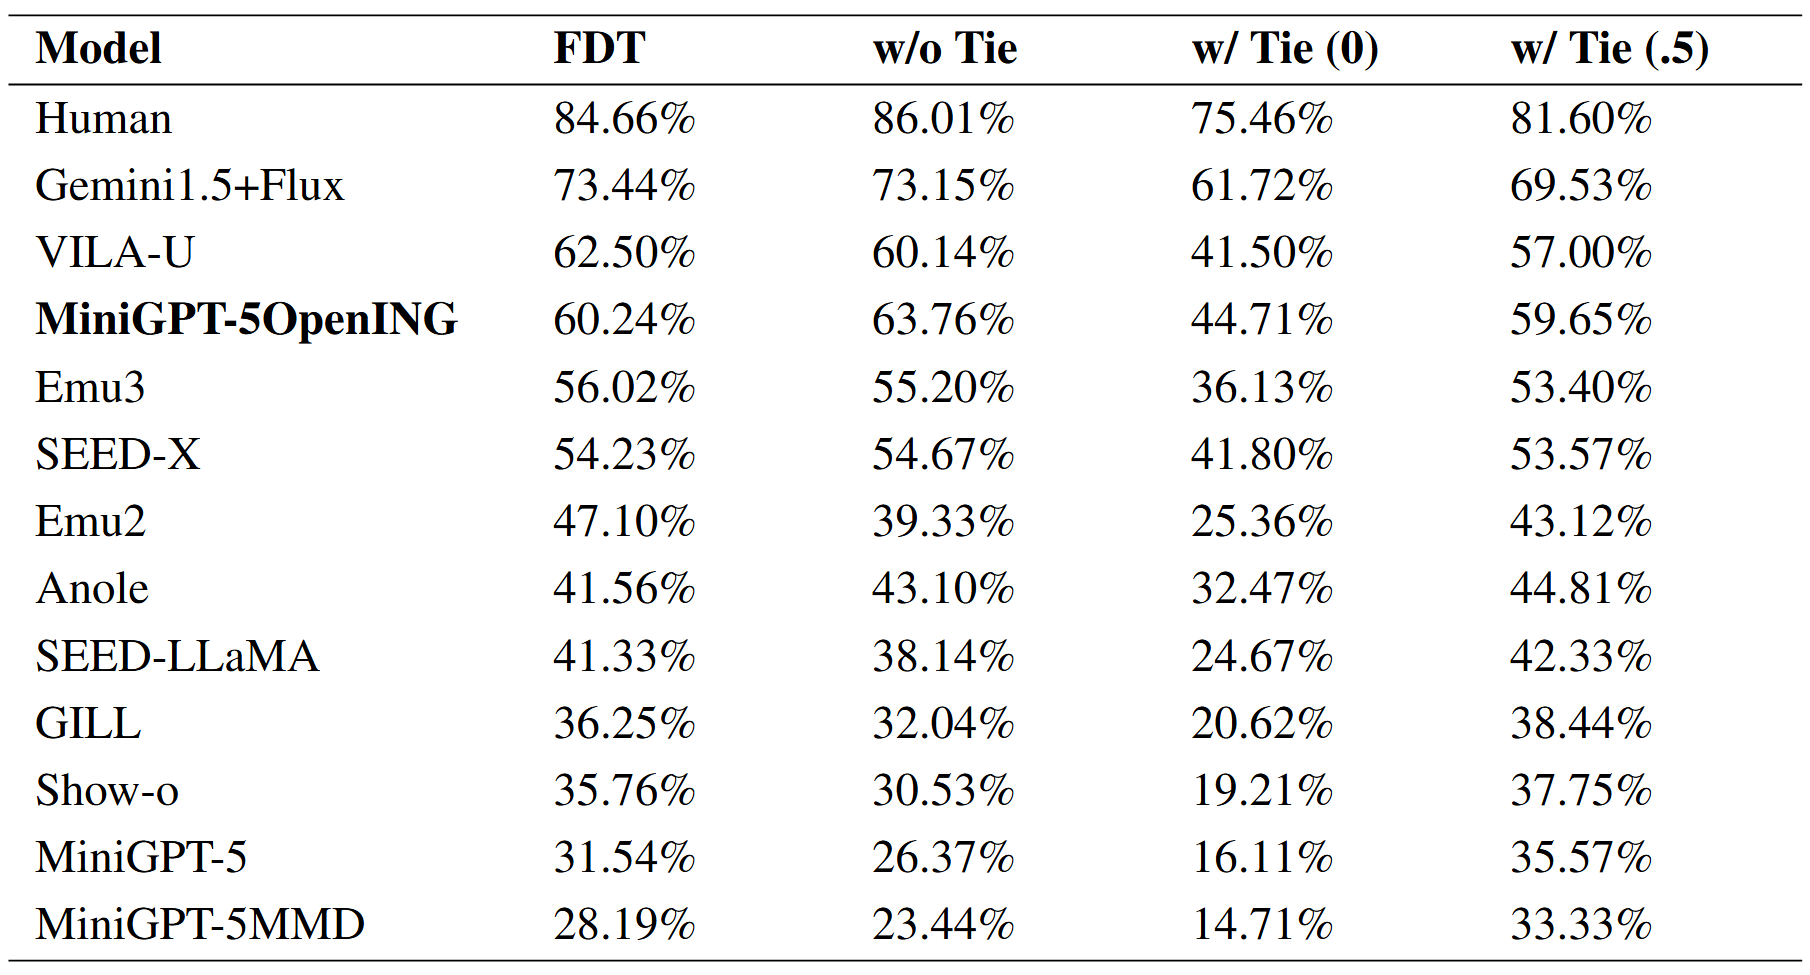 Model FDT w/o Tie w/ Tie (0) w/ Tie (.5)
Human 84.66% 86.01% 75.46% 81.60%
Gemini1.5+Flux 73.44% 73.15% 61.72% 69.53%
VILA-U 62.50% 60.14% 41.50% 57.00%
MiniGPT-5OpenING 60.24% 63.76% 44.71% 59.65%
Emu3 56.02% 55.20% 36.13% 53.40%
SEED-X 54.23% 54.67% 41.80% 53.57%
Emu2 47.10% 39.33% 25.36% 43.12%
Anole 41.56% 43.10% 32.47% 44.81%
SEED-LLaMA 41.33% 38.14% 24.67% 42.33%
GILL 36.25% 32.04% 20.62% 38.44%
Show-o 35.76% 30.53% 19.21% 37.75%
MiniGPT-5 31.54% 26.37% 16.11% 35.57%
MiniGPT-5MMD 28.19% 23.44% 14.71% 33.33%